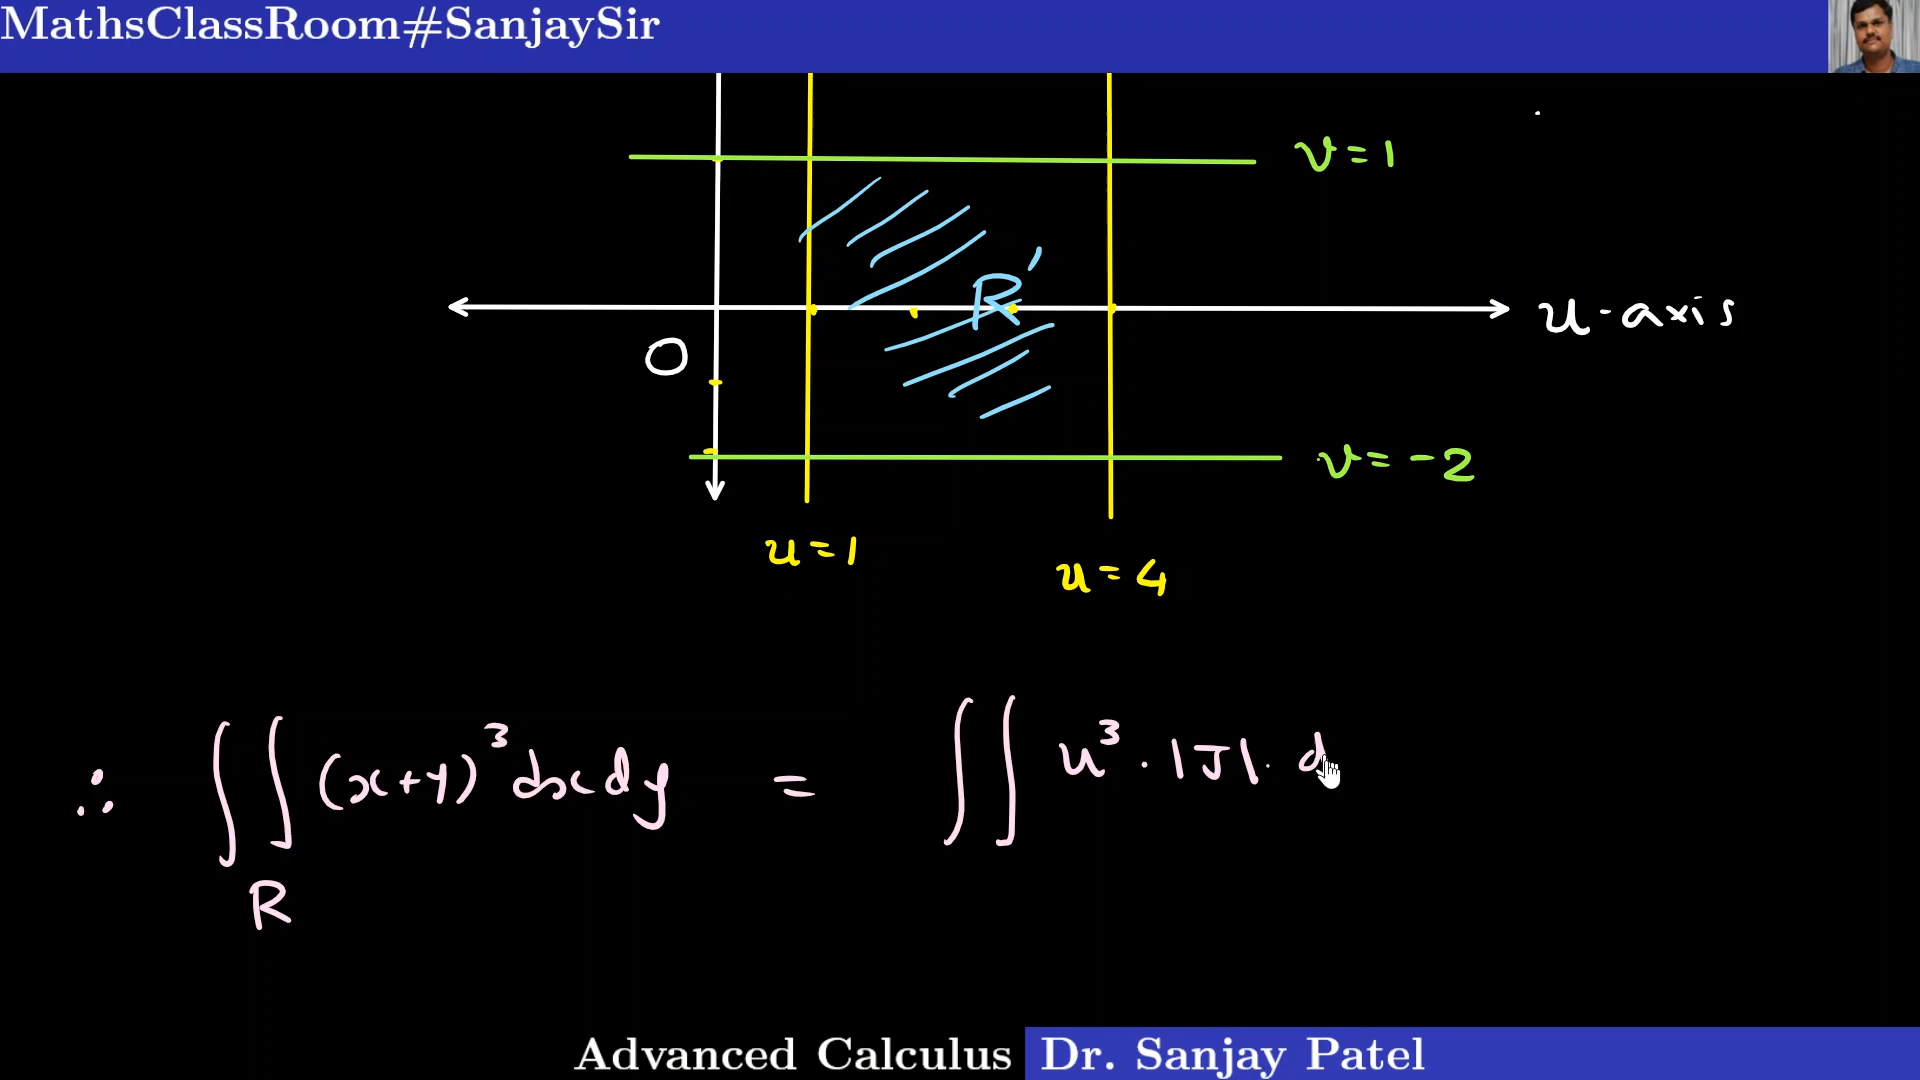 MathsClassRoom#SanjaySir
v=1
R'
u-axis
O
v=-2
u=1
u=4
∴ ∫∫ (x+y)³ dx dy = ∫∫ u³ · |J| · d
R
Advanced Calculus Dr. Sanjay Patel